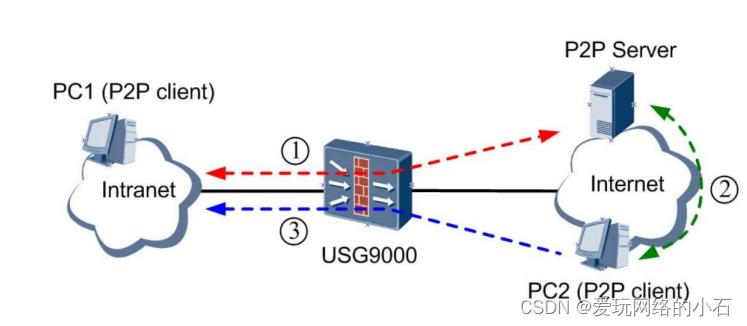 P2P Server
PC1 (P2P client)
①
Intranet
Internet
②
③
USG9000
PC2 (P2P client)
CSDN @爱玩网络的小石